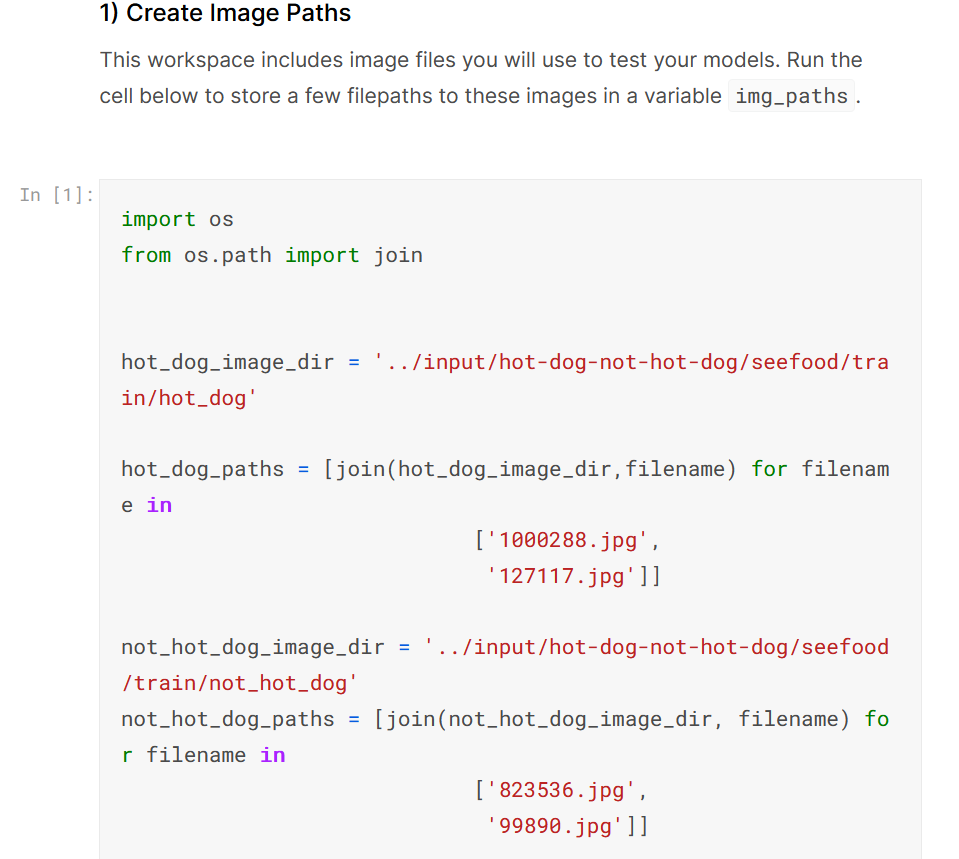 1) Create Image Paths
This workspace includes image files you will use to test your models. Run the
cell below to store a few filepaths to these images in a variable img_paths.
In [1]:
import os
from os.path import join
hot_dog_image_dir = '../input/hot-dog-not-hot-dog/seefood/tra
in/hot_dog'
hot_dog_paths = [join(hot_dog_image_dir,filename) for filenam
e in
['1000288.jpg',
'127117.jpg']]
not_hot_dog_image_dir = '../input/hot-dog-not-hot-dog/seefood
/train/not_hot_dog'
not_hot_dog_paths = [join(not_hot_dog_image_dir, filename) fo
r filename in
['823536.jpg',
'99890.jpg']]